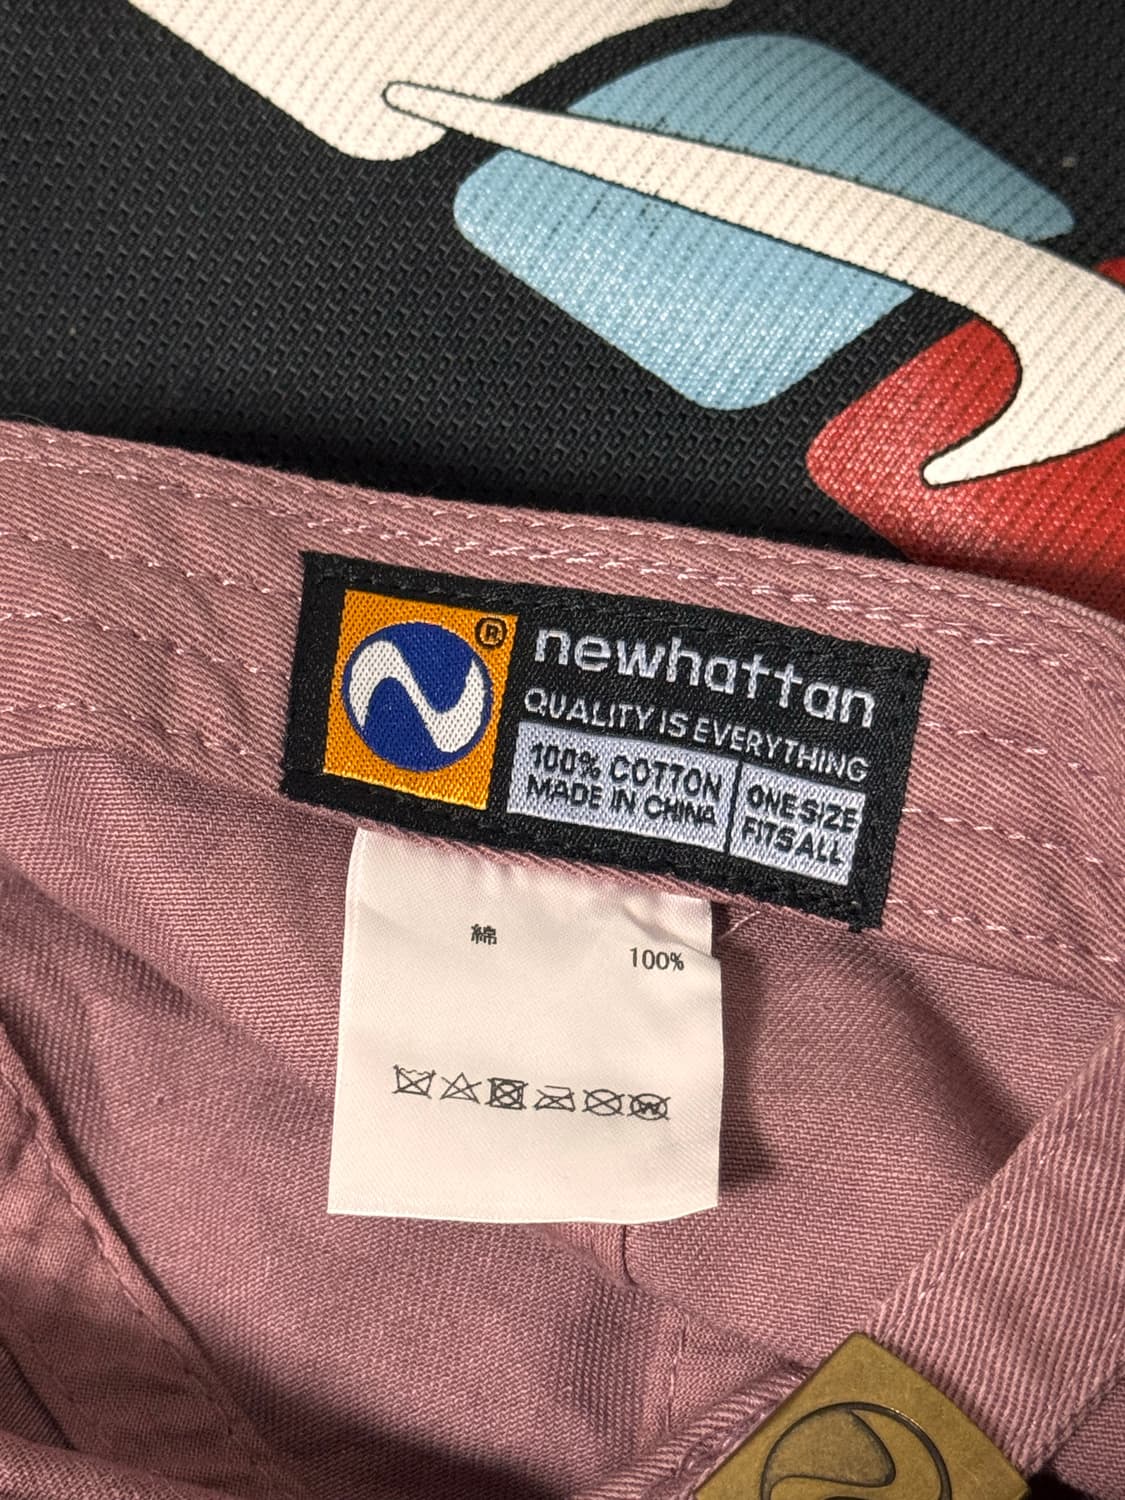 ®
newhattan
QUALITY IS EVERYTHING
100% COTTON
MADE IN CHINA
ONE SIZE
FITS ALL
綿 100%
W